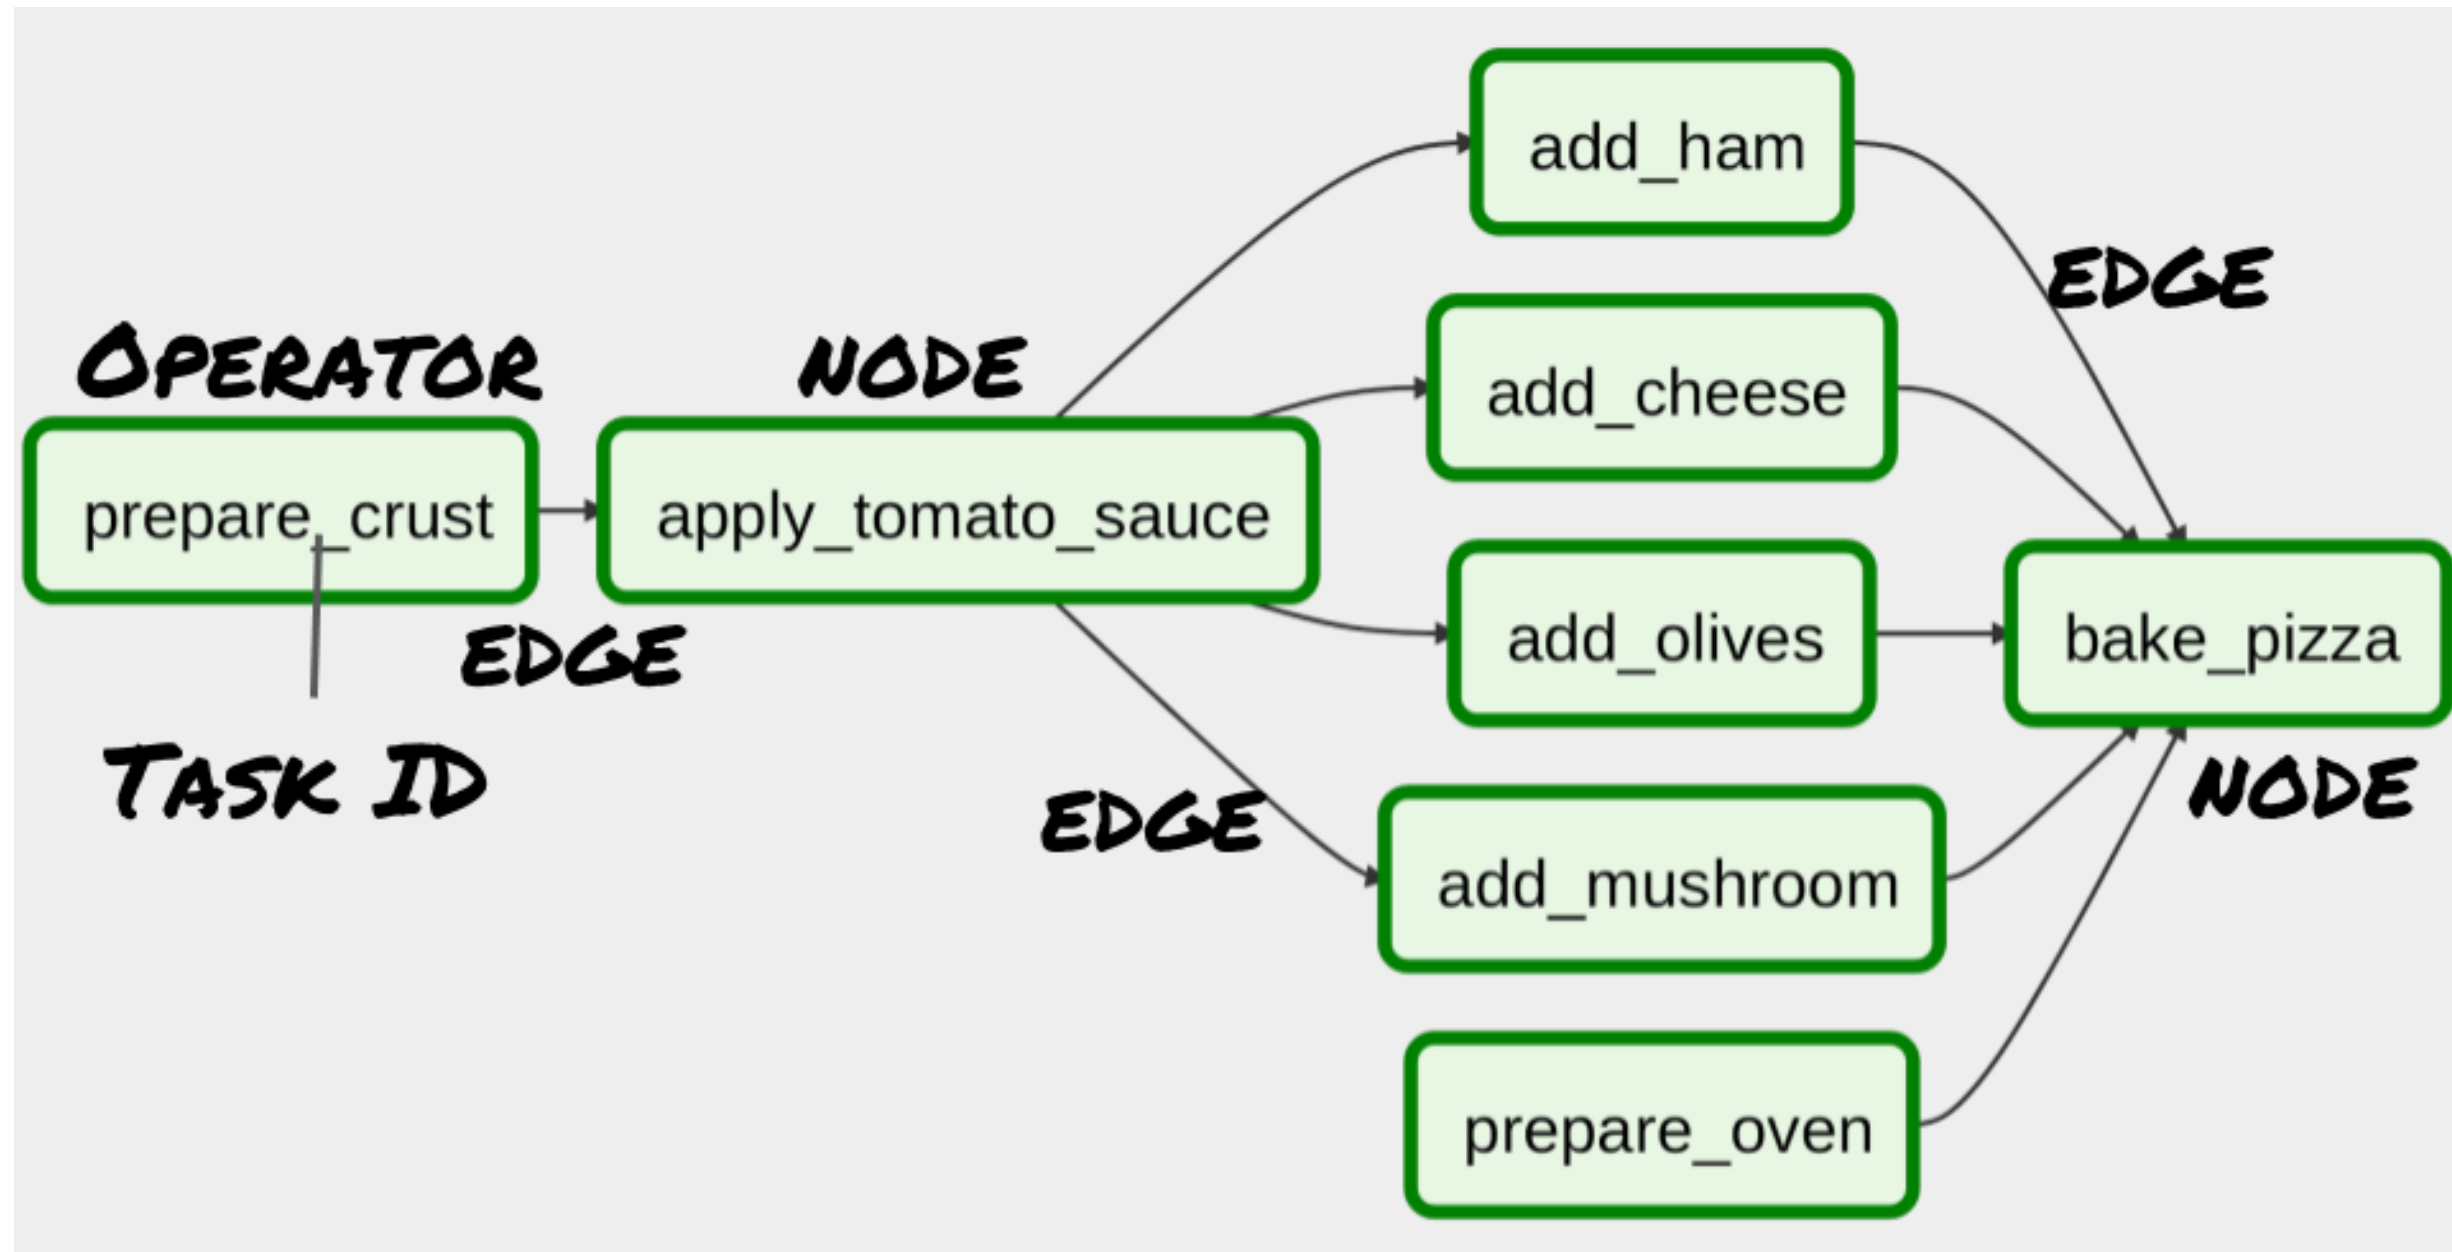 add_ham
EDGE
OPERATOR
NODE
add_cheese
prepare_crust
apply_tomato_sauce
EDGE
add_olives
bake_pizza
TASK ID
EDGE
NODE
add_mushroom
prepare_oven